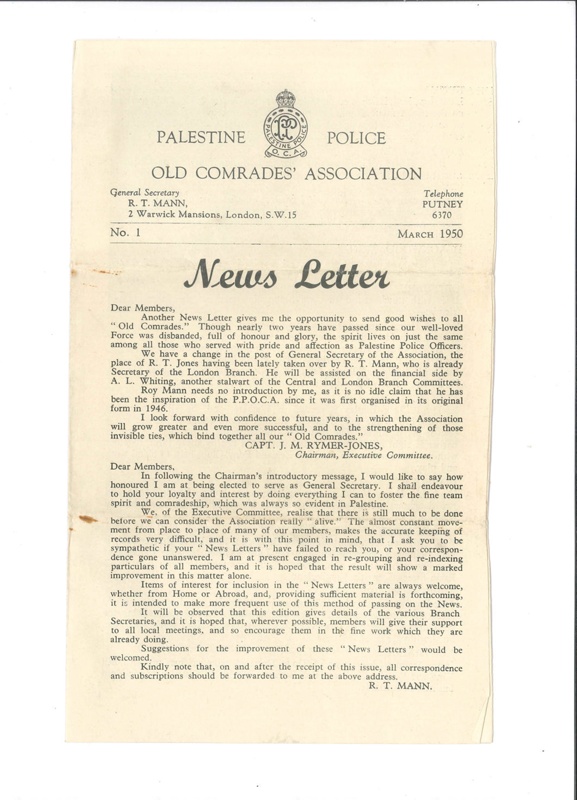 PALESTINE POLICE
PALESTINE POLICE
O.C.A.
OLD COMRADES' ASSOCIATION
General Secretary
R. T. MANN,
2 Warwick Mansions, London, S.W.15
Telephone
PUTNEY
6370
No. 1
MARCH 1950
News Letter
Dear Members,
Another News Letter gives me the opportunity to send good wishes to all
" Old Comrades." Though nearly two years have passed since our well-loved
Force was disbanded, full of honour and glory, the spirit lives on just the same
among all those who served with pride and affection as Palestine Police Officers.
We have a change in the post of General Secretary of the Association, the
place of R. T. Jones having been lately taken over by R. T. Mann, who is already
Secretary of the London Branch. He will be assisted on the financial side by
A. L. Whiting, another stalwart of the Central and London Branch Committees.
Roy Mann needs no introduction by me, as it is no idle claim that he has
been the inspiration of the P.P.O.C.A. since it was first organised in its original
form in 1946.
I look forward with confidence to future years, in which the Association
will grow greater and even more successful, and to the strengthening of those
invisible ties, which bind together all our " Old Comrades."
CAPT. J. M. RYMER-JONES,
Chairman, Executive Committee.
Dear Members,
In following the Chairman's introductory message, I would like to say how
honoured I am at being elected to serve as General Secretary. I shall endeavour
to hold your loyalty and interest by doing everything I can to foster the fine team
spirit and comradeship, which was always so evident in Palestine.
We, of the Executive Committee, realise that there is still much to be done
before we can consider the Association really " alive." The almost constant move-
ment from place to place of many of our members, makes the accurate keeping of
records very difficult, and it is with this point in mind, that I ask you to be
sympathetic if your " News Letters " have failed to reach you, or your correspon-
dence gone unanswered. I am at present engaged in re-grouping and re-indexing
particulars of all members, and it is hoped that the result will show a marked
improvement in this matter alone.
Items of interest for inclusion in the " News Letters " are always welcome,
whether from Home or Abroad, and, providing sufficient material is forthcoming,
it is intended to make more frequent use of this method of passing on the News.
It will be observed that this edition gives details of the various Branch
Secretaries, and it is hoped that, wherever possible, members will give their support
to all local meetings, and so encourage them in the fine work which they are
already doing.
Suggestions for the improvement of these " News Letters " would be
welcomed.
Kindly note that, on and after the receipt of this issue, all correspondence
and subscriptions should be forwarded to me at the above address.
R. T. MANN.